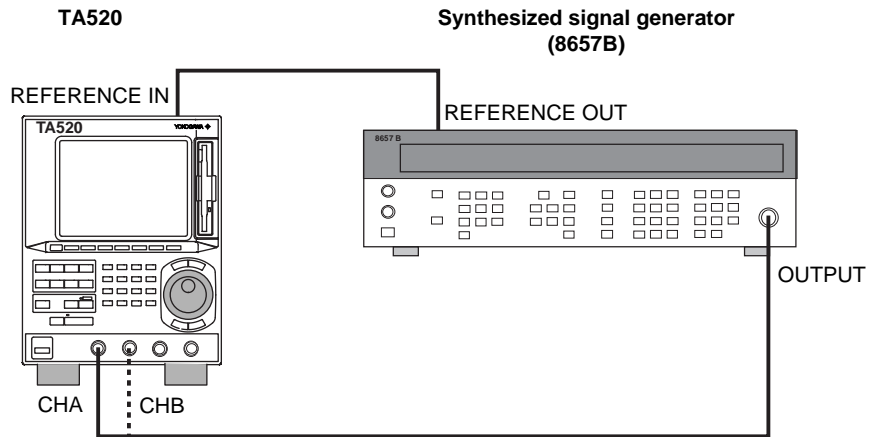 TA520
Synthesized signal generator
(8657B)
REFERENCE IN
REFERENCE OUT
TA520
YOKOGAWA
8657 B
OUTPUT
CHA
CHB